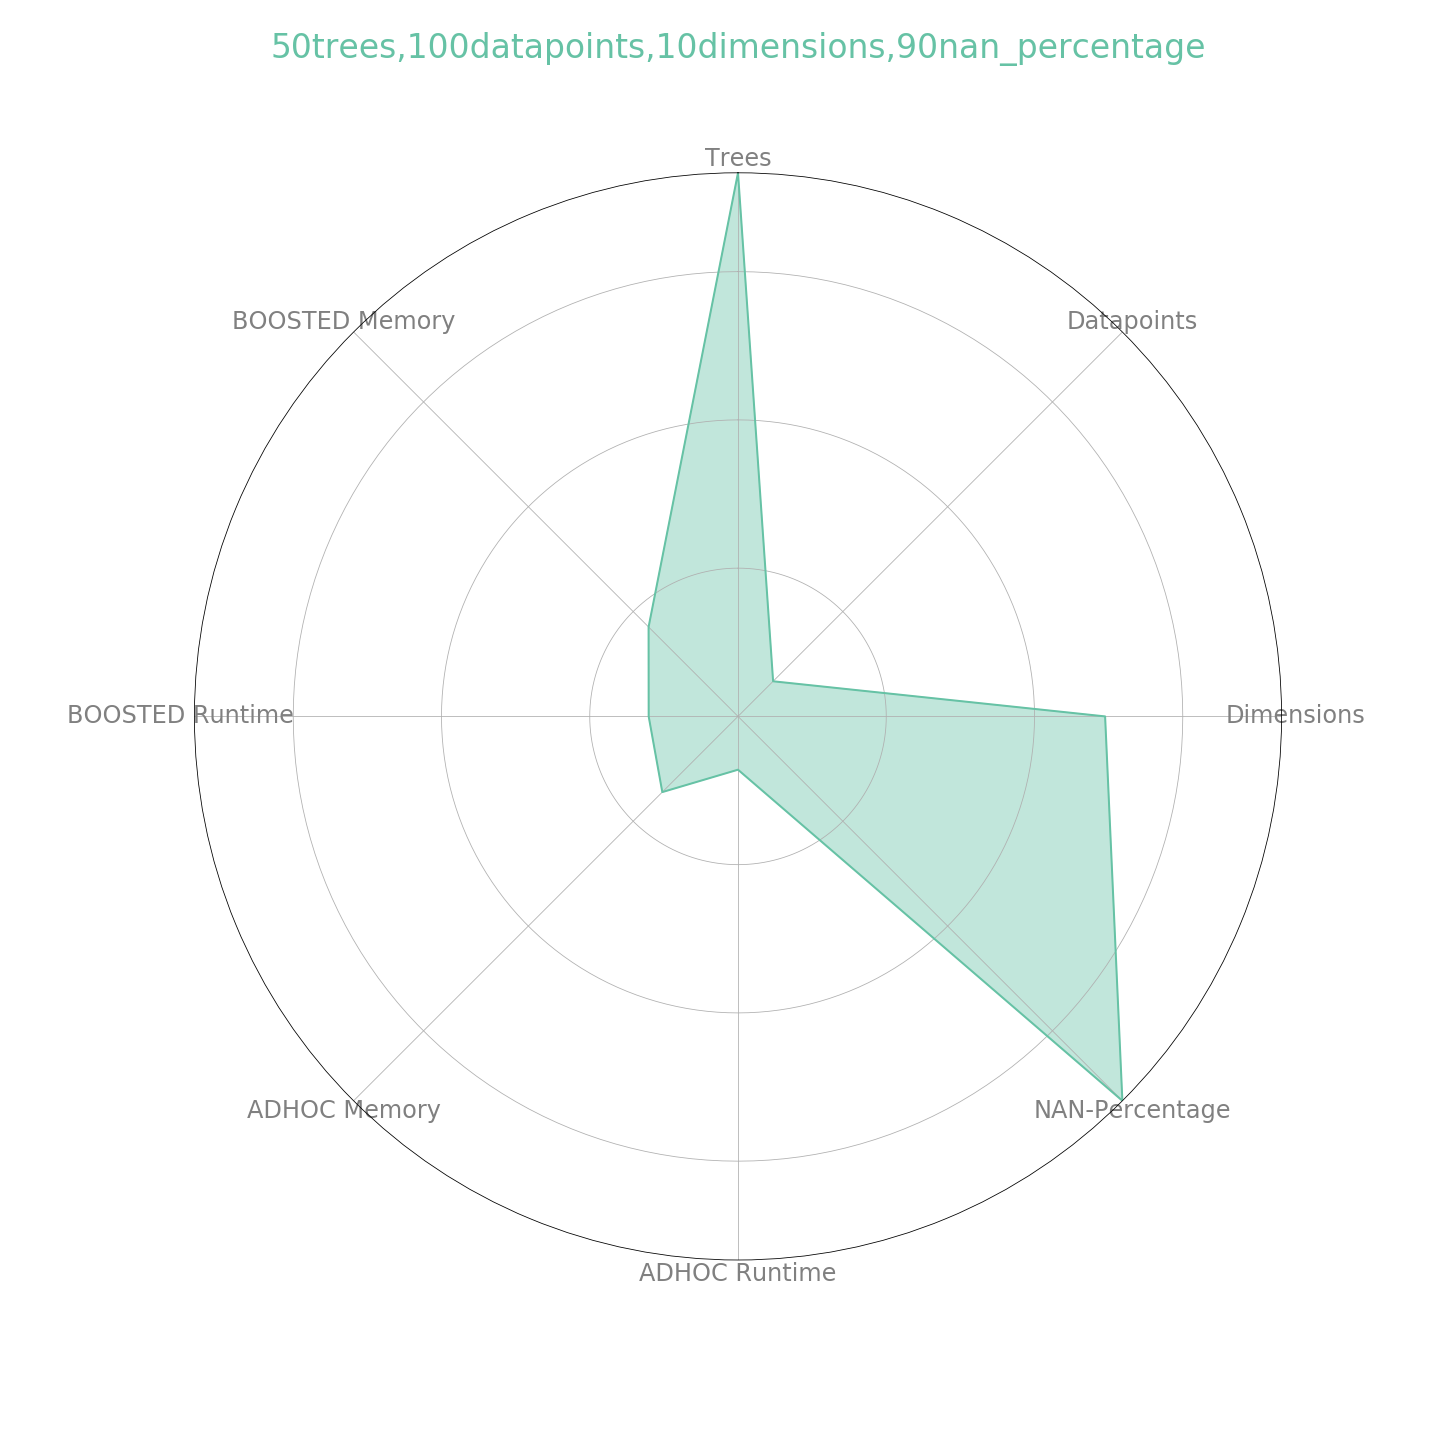 50trees,100datapoints,10dimensions,90nan_percentage
Trees
BOOSTED Memory
Datapoints
BOOSTED Runtime
Dimensions
ADHOC Memory
NAN-Percentage
ADHOC Runtime